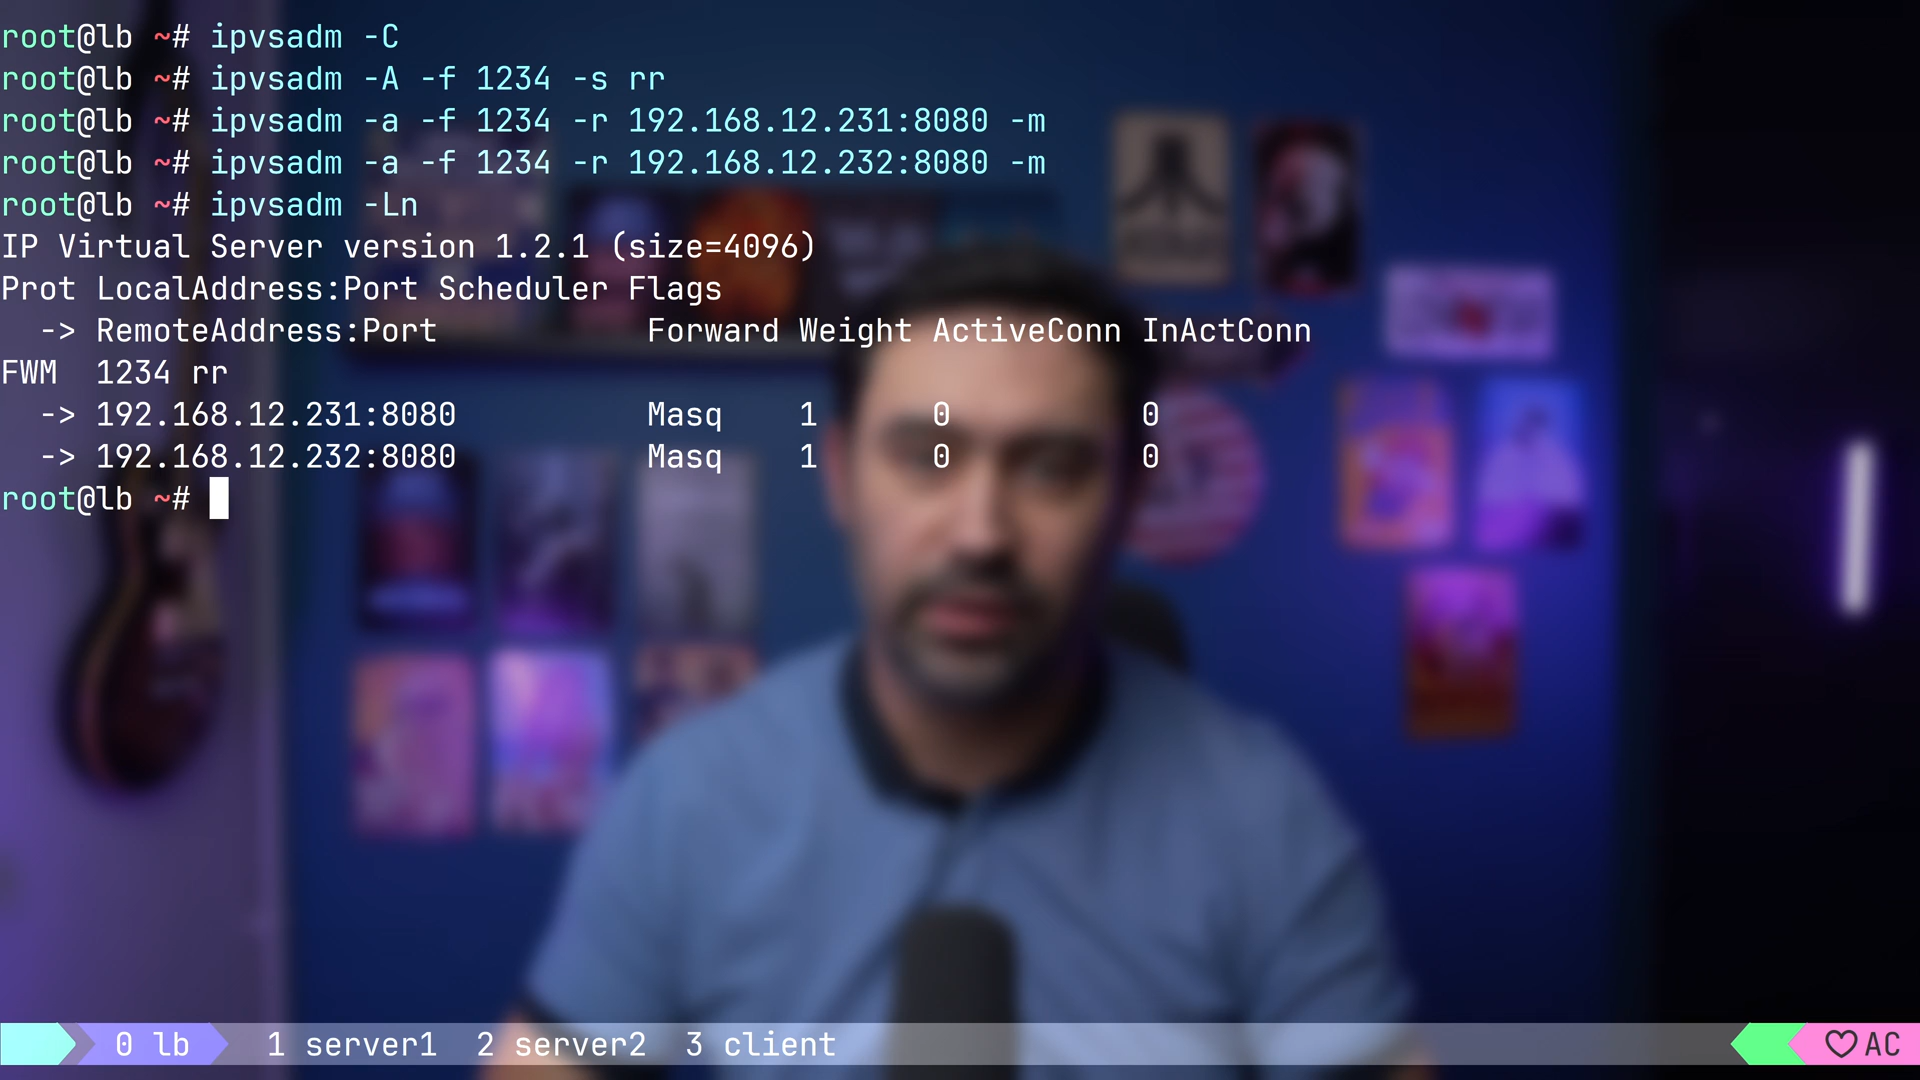 root@lb ~# ipvsadm -C
root@lb ~# ipvsadm -A -f 1234 -s rr
root@lb ~# ipvsadm -a -f 1234 -r 192.168.12.231:8080 -m
root@lb ~# ipvsadm -a -f 1234 -r 192.168.12.232:8080 -m
root@lb ~# ipvsadm -Ln
IP Virtual Server version 1.2.1 (size=4096)
Prot LocalAddress:Port Scheduler Flags
  -> RemoteAddress:Port           Forward Weight ActiveConn InActConn
FWM  1234 rr
  -> 192.168.12.231:8080          Masq    1      0          0
  -> 192.168.12.232:8080          Masq    1      0          0
root@lb ~#
0 lb 1 server1 2 server2 3 client ♡ AC